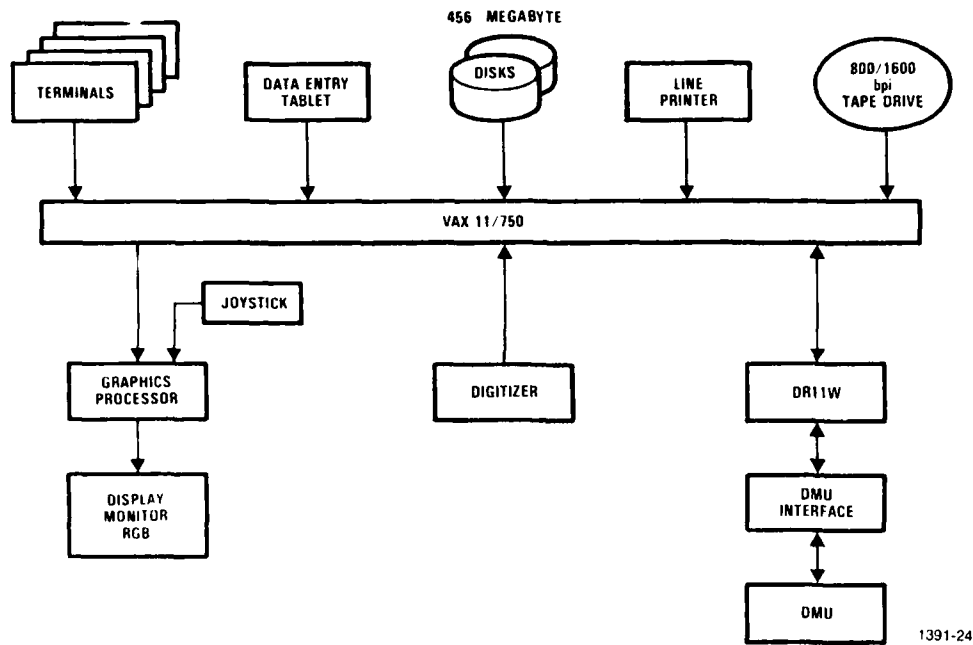 456 MEGABYTE
TERMINALS
DATA ENTRY
TABLET
DISKS
LINE
PRINTER
800/1600
bpi
TAPE DRIVE
VAX 11/750
JOYSTICK
GRAPHICS
PROCESSOR
DIGITIZER
DR11W
DISPLAY
MONITOR
RGB
DMU
INTERFACE
DMU
1391-24